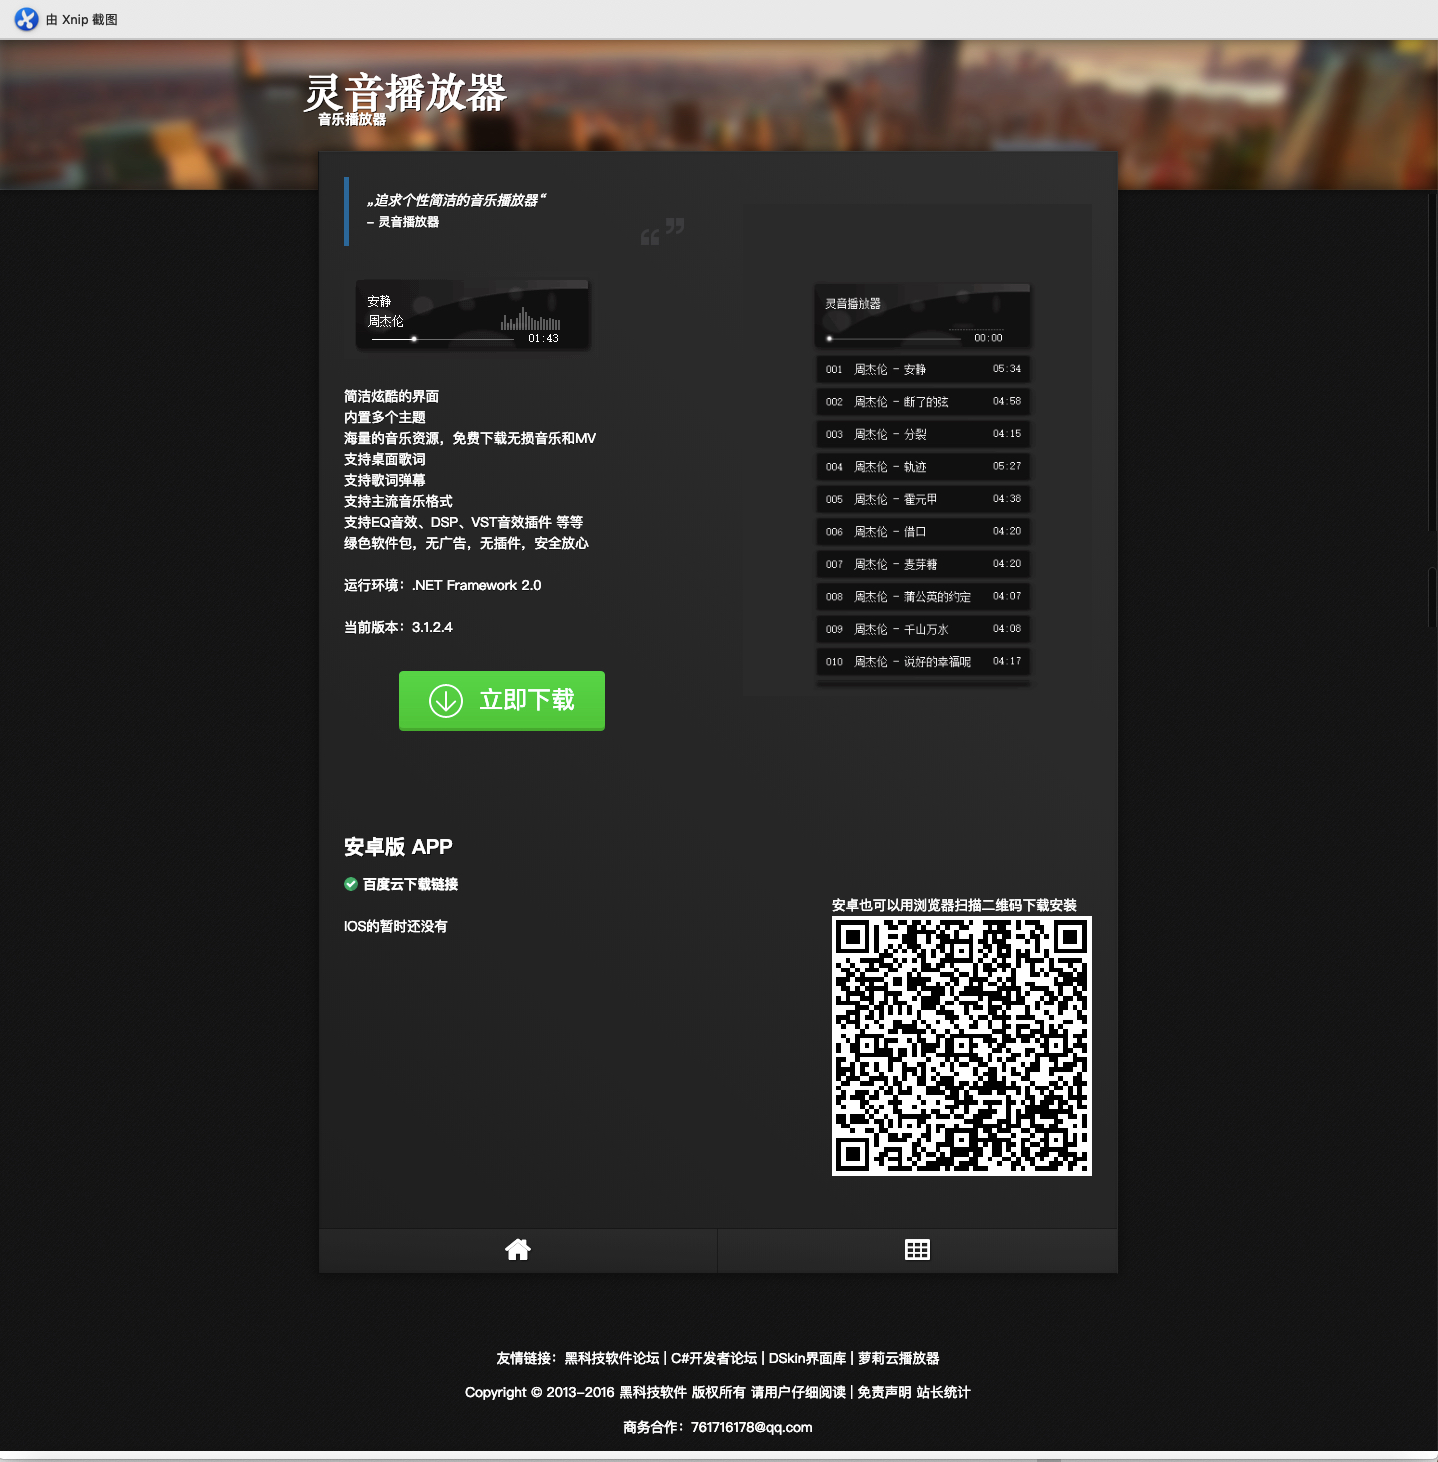 由 Xnip 截图
灵音播放器
音乐播放器
„追求个性简洁的音乐播放器“
– 灵音播放器
安静
周杰伦
01:43
简洁炫酷的界面
内置多个主题
海量的音乐资源，免费下载无损音乐和MV
支持桌面歌词
支持歌词弹幕
支持主流音乐格式
支持EQ音效、DSP、VST音效插件 等等
绿色软件包，无广告，无插件，安全放心
运行环境：.NET Framework 2.0
当前版本：3.1.2.4
立即下载
灵音播放器
00:00
001 周杰伦 - 安静 05:34
002 周杰伦 - 断了的弦 04:58
003 周杰伦 - 分裂 04:15
004 周杰伦 - 轨迹 05:27
005 周杰伦 - 霍元甲 04:38
006 周杰伦 - 借口 04:20
007 周杰伦 - 麦芽糖 04:20
008 周杰伦 - 蒲公英的约定 04:07
009 周杰伦 - 千山万水 04:08
010 周杰伦 - 说好的幸福呢 04:17
安卓版 APP
百度云下载链接
IOS的暂时还没有
安卓也可以用浏览器扫描二维码下载安装
友情链接：黑科技软件论坛 | C#开发者论坛 | DSkin界面库 | 萝莉云播放器
Copyright © 2013-2016 黑科技软件 版权所有 请用户仔细阅读 | 免责声明 站长统计
商务合作：761716178@qq.com